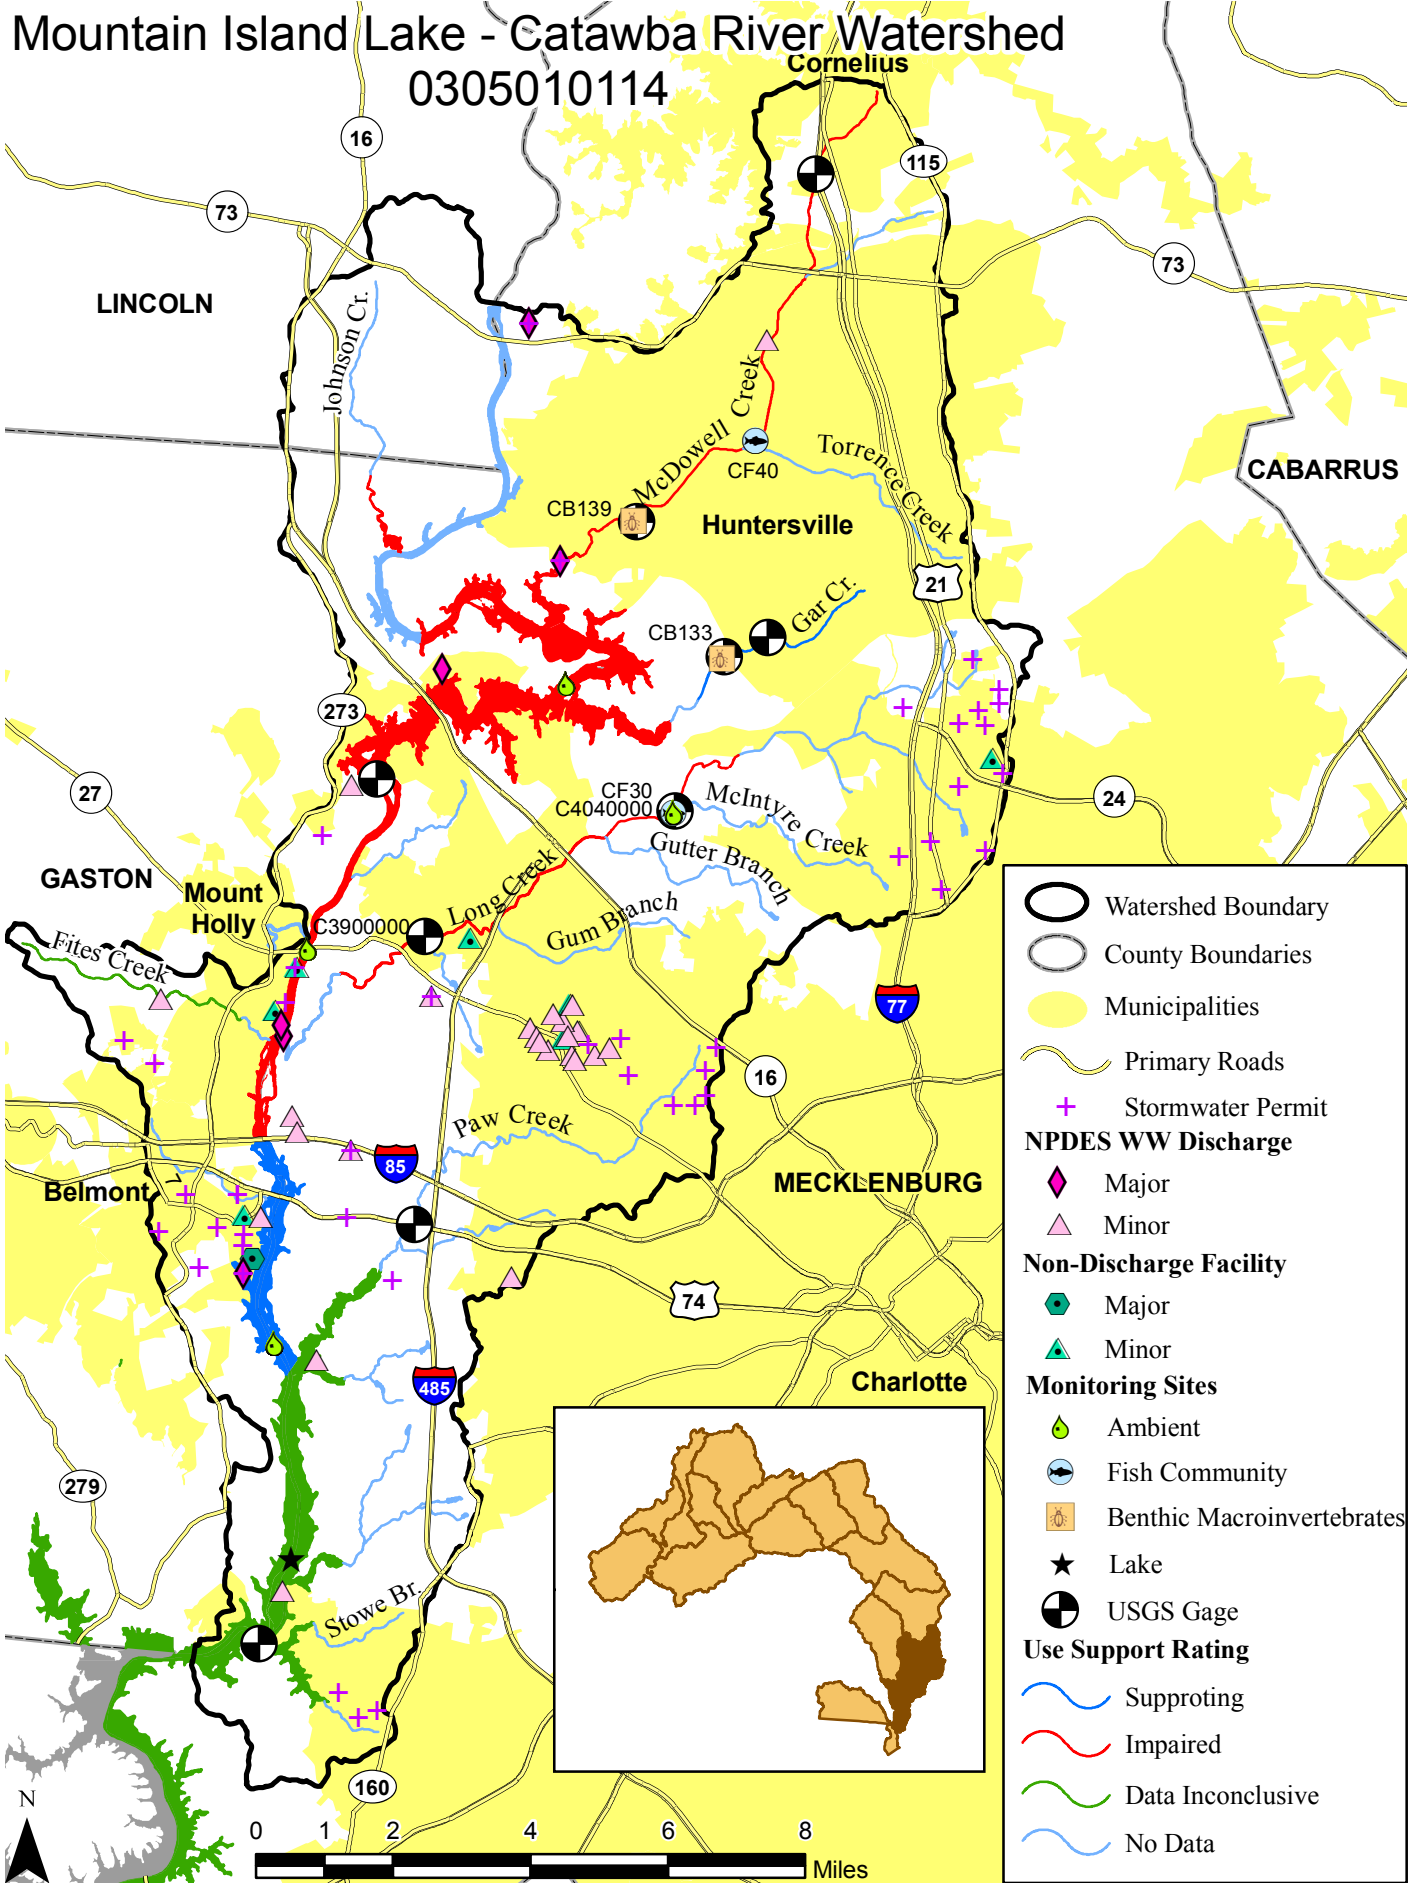 Mountain Island Lake - Catawba River Watershed
0305010114
Cornelius
16
115
73
73
LINCOLN
Johnson Cr.
McDowell Creek
CF40
Torrence Creek
CABARRUS
CB139
Huntersville
21
Gar Cr.
CB133
273
27
24
CF30
C4040000
McIntyre Creek
Gutter Branch
GASTON
Mount
Holly
C3900000
Long Creek
Gum Branch
Fites Creek
77
16
Paw Creek
85
MECKLENBURG
Belmont
7
74
Charlotte
485
279
Stowe Br.
160
N
0 1 2 4 6 8
Miles
Watershed Boundary
County Boundaries
Municipalities
Primary Roads
Stormwater Permit
NPDES WW Discharge
Major
Minor
Non-Discharge Facility
Major
Minor
Monitoring Sites
Ambient
Fish Community
Benthic Macroinvertebrates
Lake
USGS Gage
Use Support Rating
Supproting
Impaired
Data Inconclusive
No Data